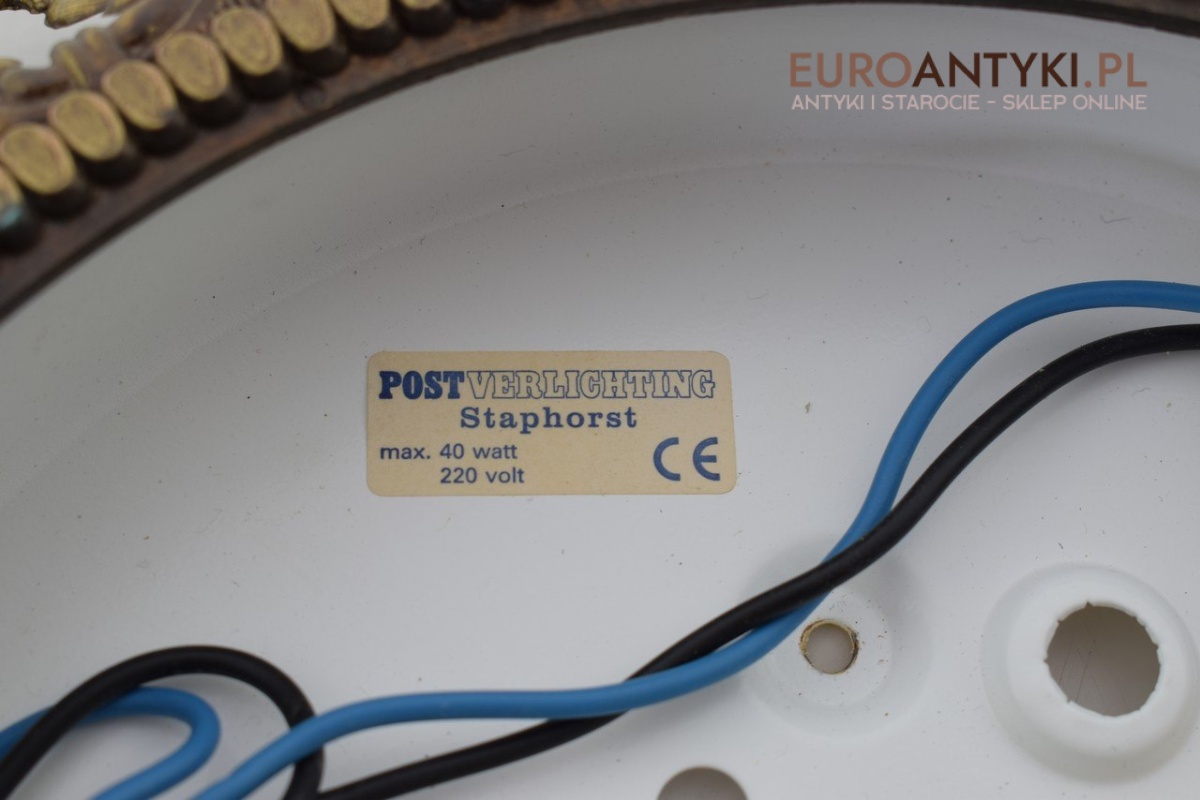 EUROANTYKI.PL
ANTYKI I STAROCIE - SKLEP ONLINE
POSTVERLICHTING
Staphorst
max. 40 watt
220 volt
CE